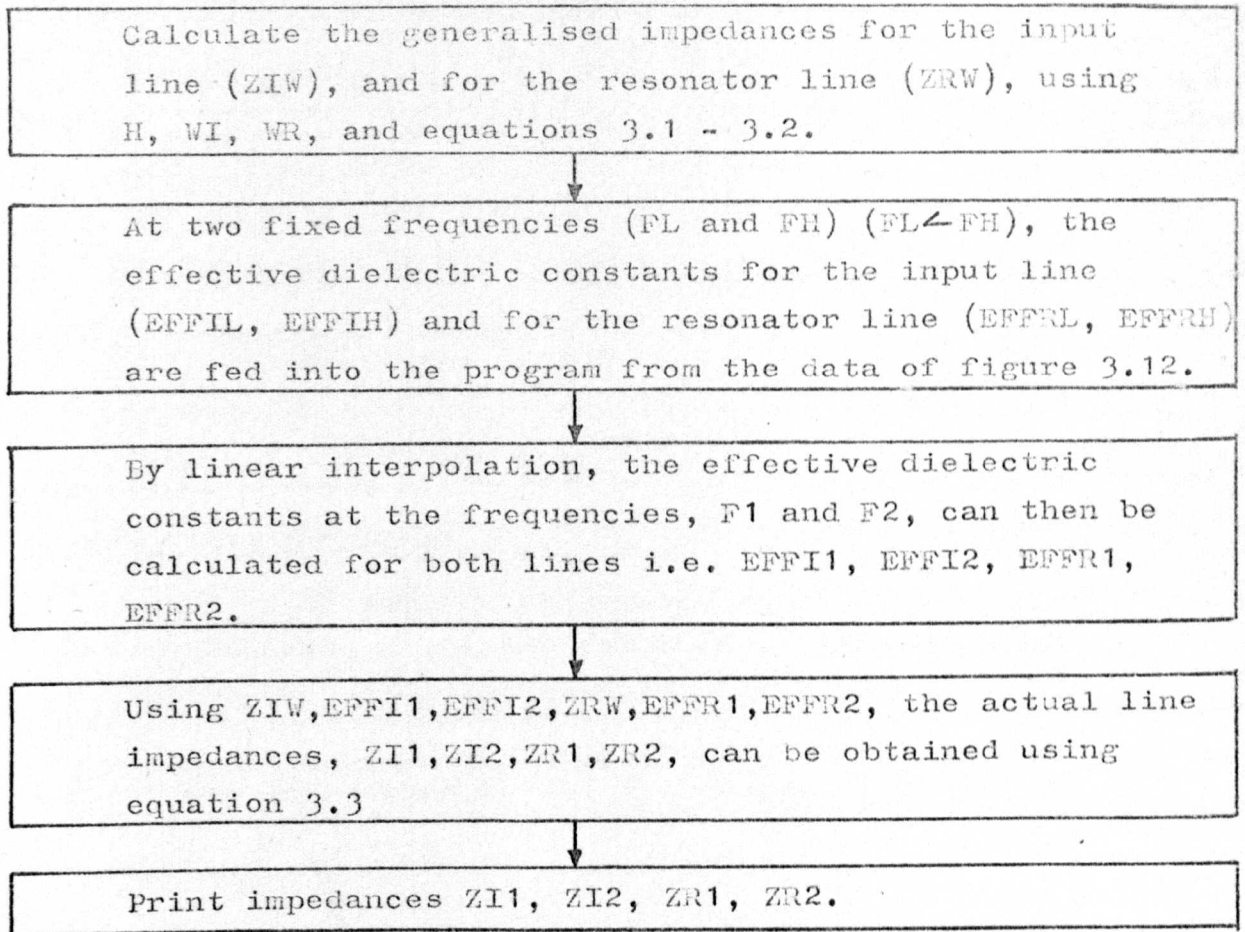 Calculate the generalised impedances for the input
line (ZIW), and for the resonator line (ZRW), using
H, WI, WR, and equations 3.1 - 3.2.
At two fixed frequencies (FL and FH) (FL<FH), the
effective dielectric constants for the input line
(EFFIL, EFFIH) and for the resonator line (EFFRL, EFFRH)
are fed into the program from the data of figure 3.12.
By linear interpolation, the effective dielectric
constants at the frequencies, F1 and F2, can then be
calculated for both lines i.e. EFFI1, EFFI2, EFFR1,
EFFR2.
Using ZIW,EFFI1,EFFI2,ZRW,EFFR1,EFFR2, the actual line
impedances, ZI1,ZI2,ZR1,ZR2, can be obtained using
equation 3.3
Print impedances ZI1, ZI2, ZR1, ZR2.